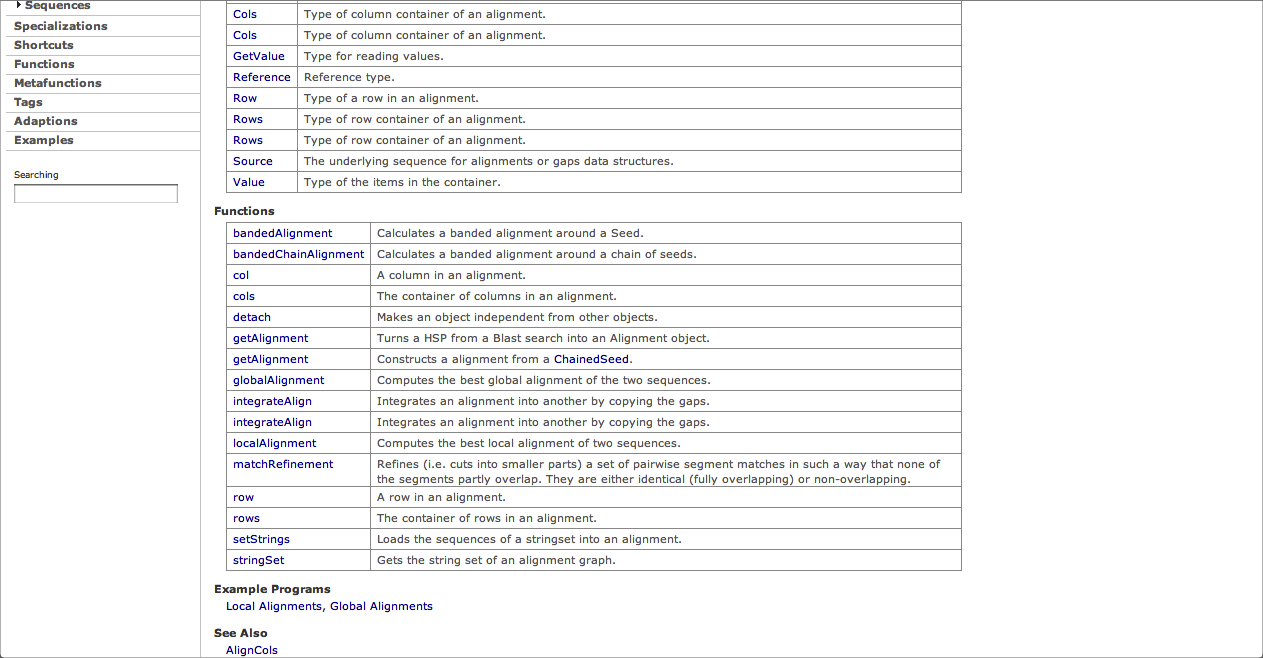 Sequences
Specializations
Shortcuts
Functions
Metafunctions
Tags
Adaptions
Examples
Searching
Cols Type of column container of an alignment.
Cols Type of column container of an alignment.
GetValue Type for reading values.
Reference Reference type.
Row Type of a row in an alignment.
Rows Type of row container of an alignment.
Rows Type of row container of an alignment.
Source The underlying sequence for alignments or gaps data structures.
Value Type of the items in the container.
Functions
bandedAlignment Calculates a banded alignment around a Seed.
bandedChainAlignment Calculates a banded alignment around a chain of seeds.
col A column in an alignment.
cols The container of columns in an alignment.
detach Makes an object independent from other objects.
getAlignment Turns a HSP from a Blast search into an Alignment object.
getAlignment Constructs a alignment from a ChainedSeed.
globalAlignment Computes the best global alignment of the two sequences.
integrateAlign Integrates an alignment into another by copying the gaps.
integrateAlign Integrates an alignment into another by copying the gaps.
localAlignment Computes the best local alignment of two sequences.
matchRefinement Refines (i.e. cuts into smaller parts) a set of pairwise segment matches in such a way that none of
the segments partly overlap. They are either identical (fully overlapping) or non-overlapping.
row A row in an alignment.
rows The container of rows in an alignment.
setStrings Loads the sequences of a stringset into an alignment.
stringSet Gets the string set of an alignment graph.
Example Programs
Local Alignments, Global Alignments
See Also
AlignCols